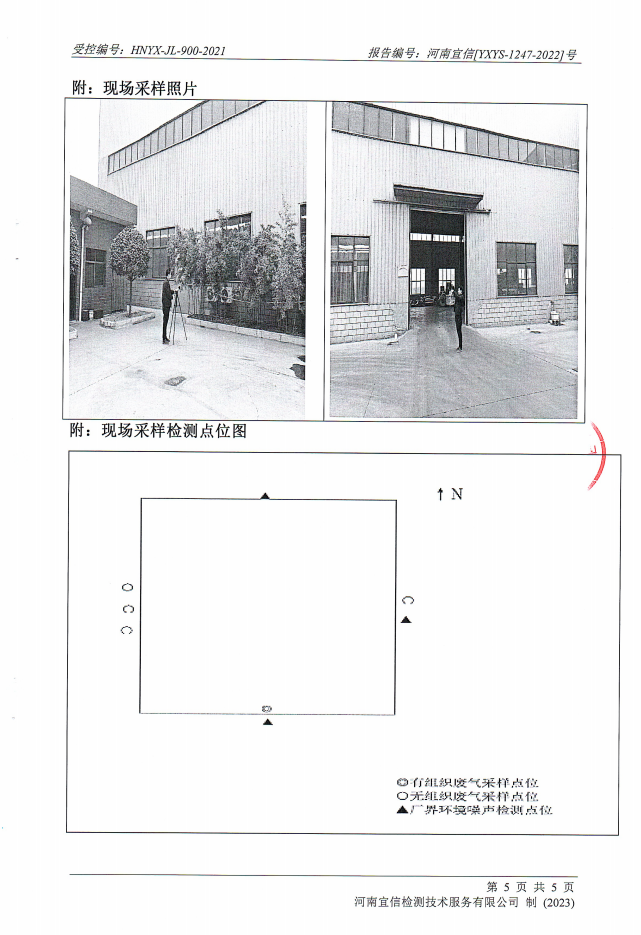 受控编号：HNYX-JL-900-2021
报告编号：河南宜信[YXYS-1247-2022]号
附：现场采样照片
附：现场采样检测点位图
↑ N
◎有组织废气采样点位
○无组织废气采样点位
▲厂界环境噪声检测点位
第 5 页 共 5 页
河南宜信检测技术服务有限公司 制 (2023)